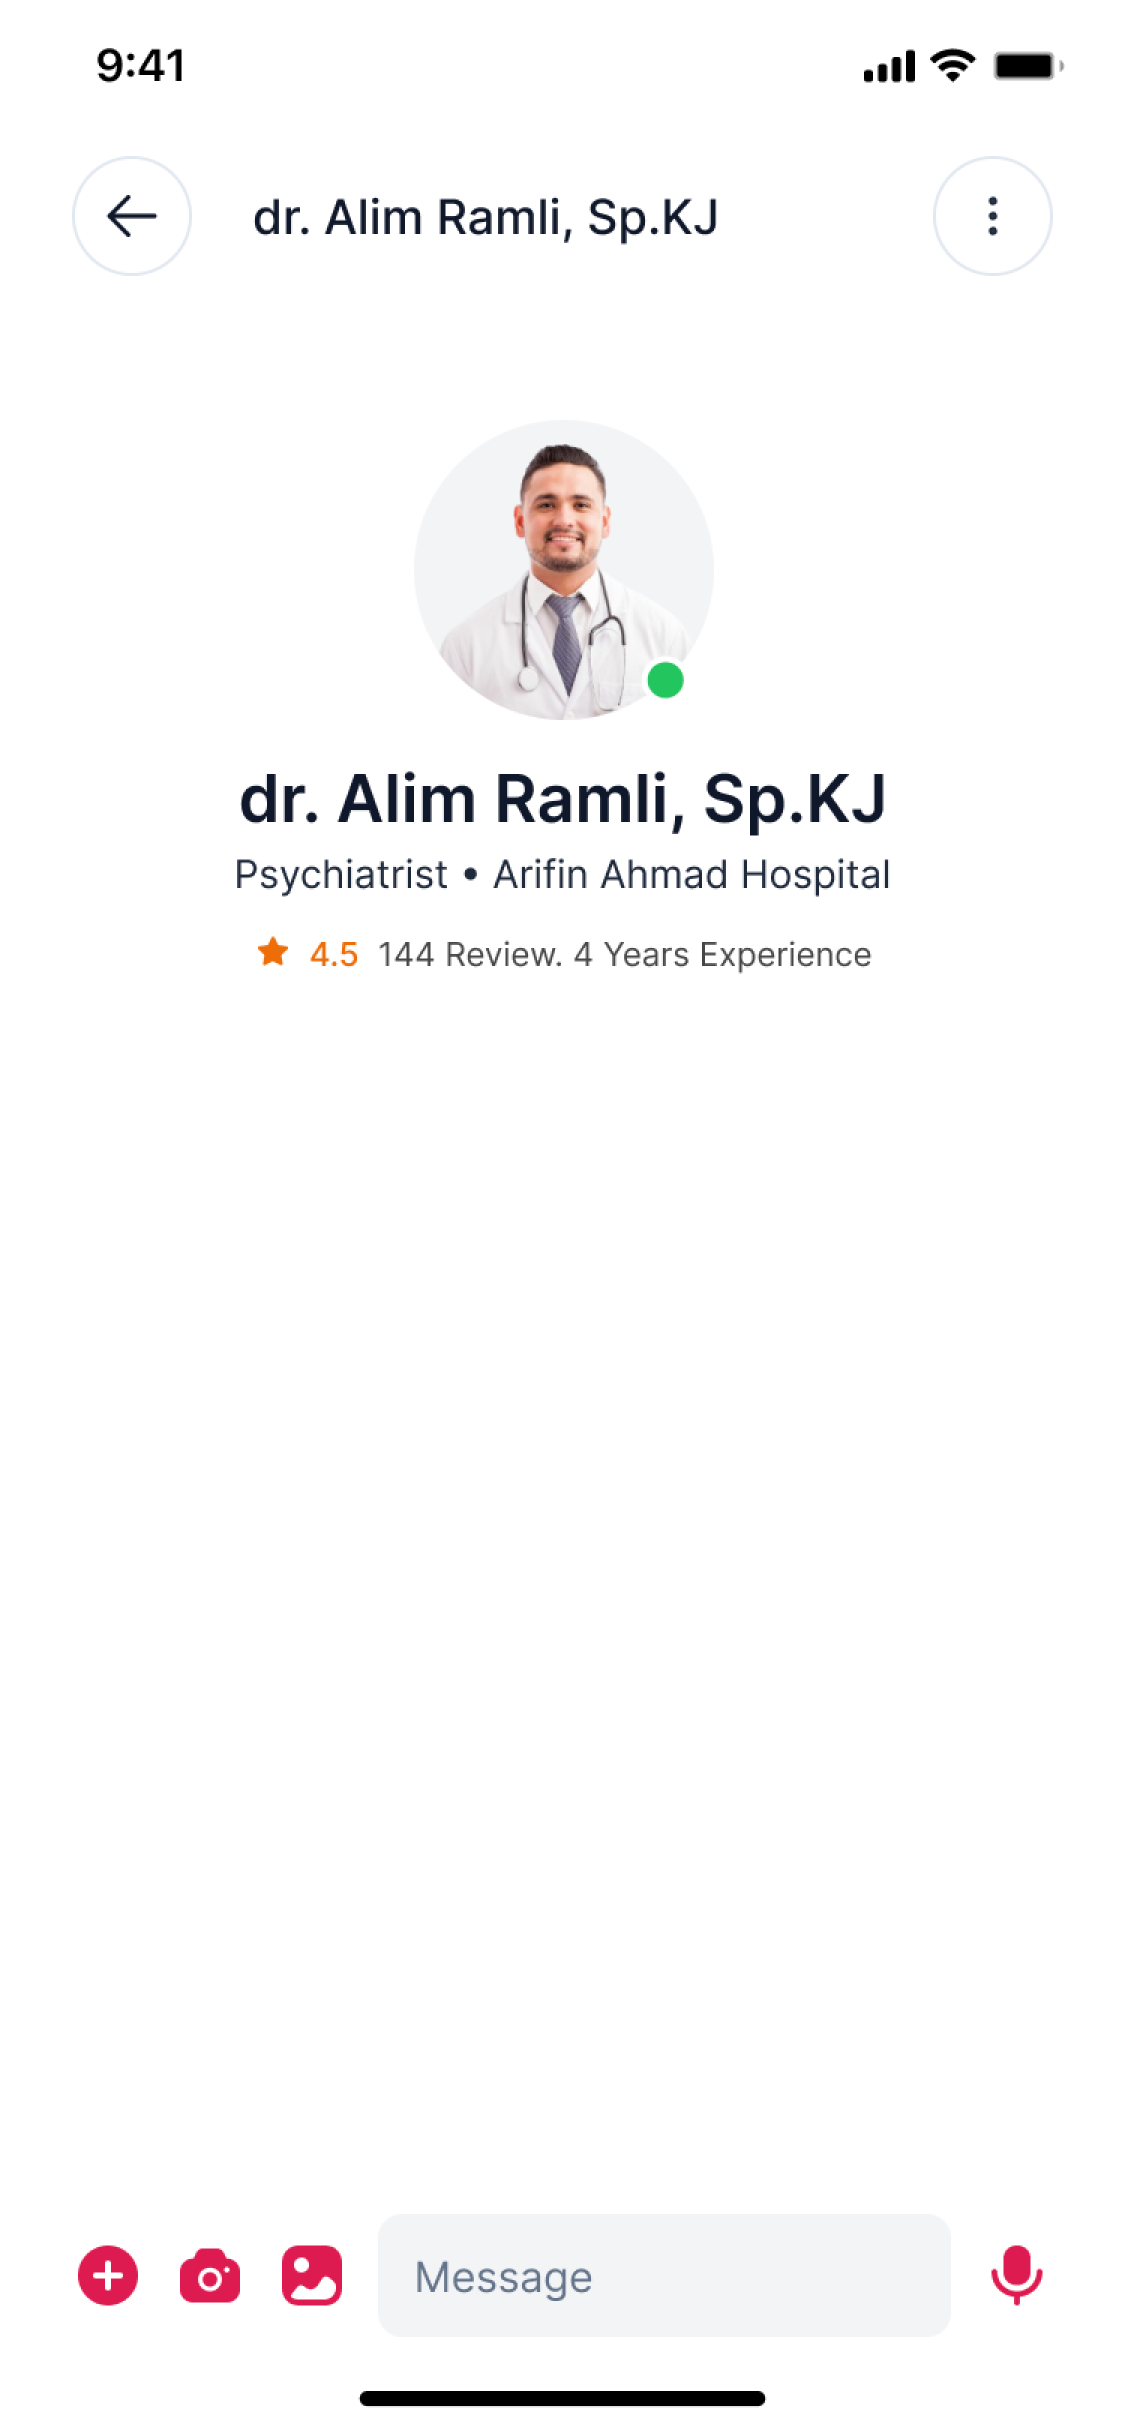 9:41
dr. Alim Ramli, Sp.KJ
dr. Alim Ramli, Sp.KJ
Psychiatrist • Arifin Ahmad Hospital
4.5 144 Review. 4 Years Experience
Message